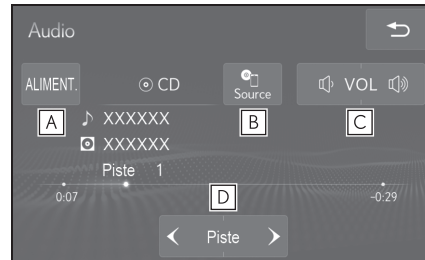 Audio
ALIMENT. CD Source VOL
A B C
XXXXXX
XXXXXX
Piste 1
0:07 D -0:29
Piste